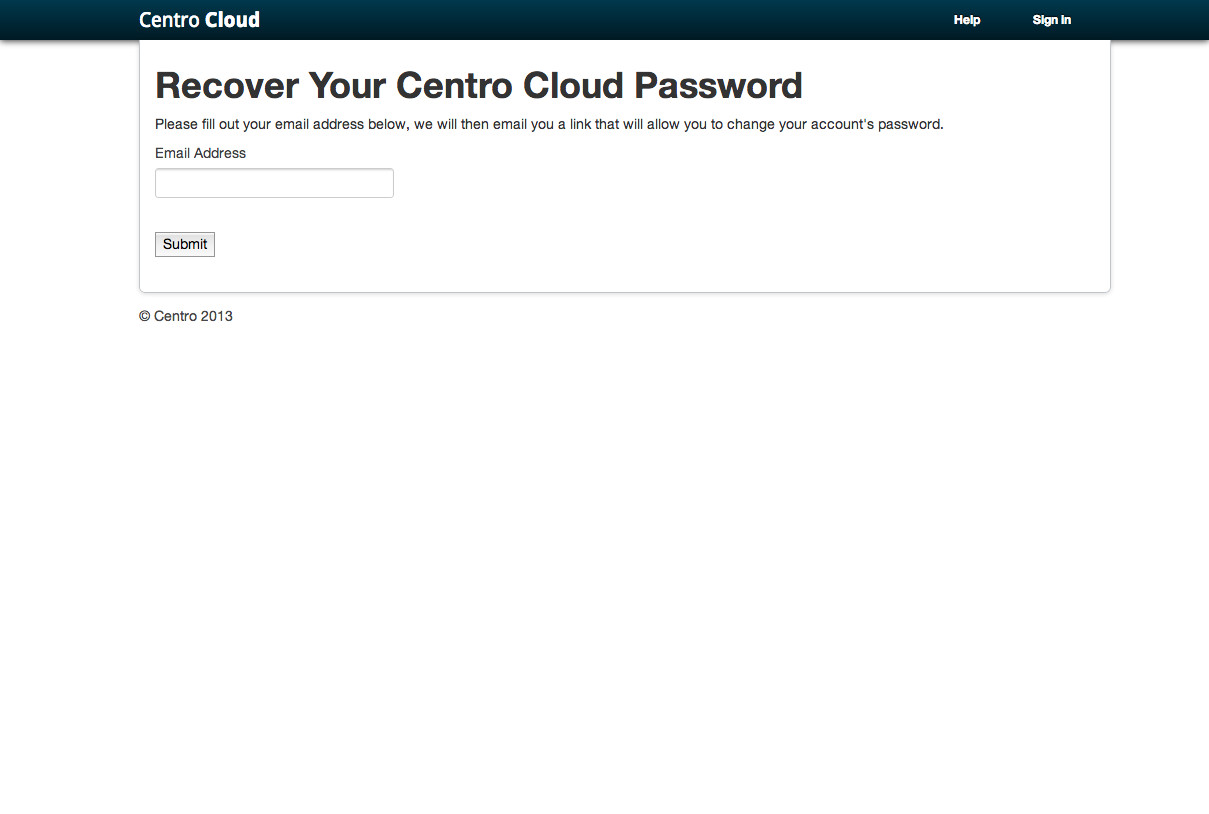 Centro Cloud
Help
Sign in
Recover Your Centro Cloud Password
Please fill out your email address below, we will then email you a link that will allow you to change your account's password.
Email Address
Submit
© Centro 2013